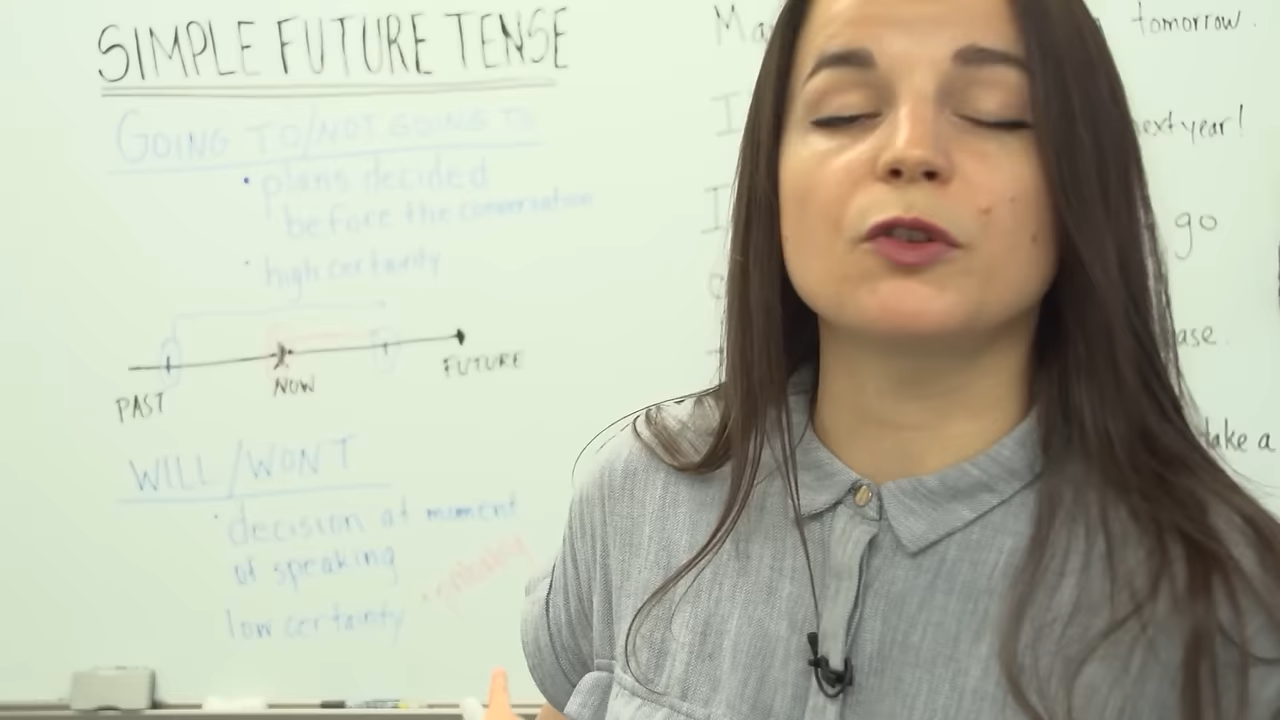 SIMPLE FUTURE TENSE
GOING TO/NOT GOING TO
• plans decided
before the conversation
• high certainty
PAST
NOW
FUTURE
WILL/WON'T
• decision at moment
of speaking
low certainty
• probably
tomorrow.
I
next year!
I
go
ase.
take a